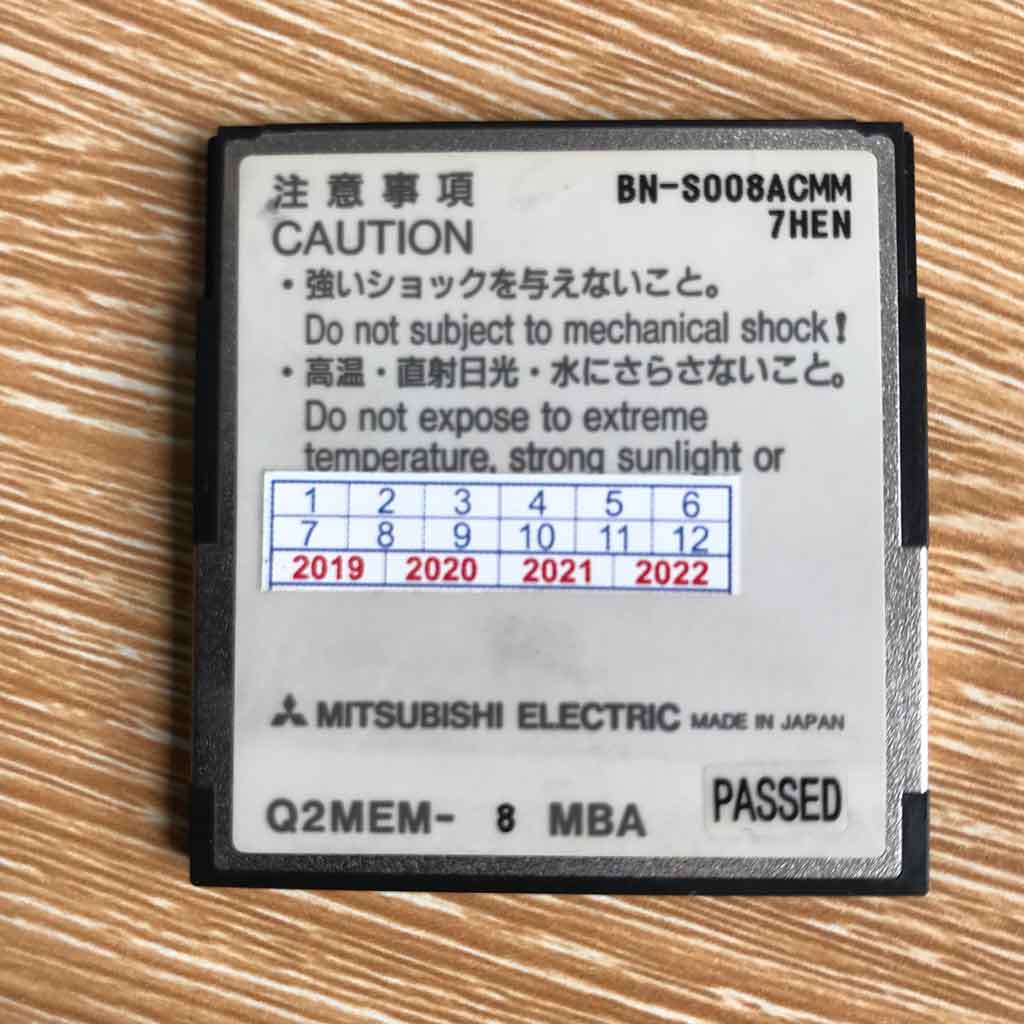 注意事項
BN-S008ACMM
CAUTION
7HEN
・強いショックを与えないこと。
Do not subject to mechanical shock!
・高温・直射日光・水にさらさないこと。
Do not expose to extreme
temperature, strong sunlight or
1 2 3 4 5 6
7 8 9 10 11 12
2019 2020 2021 2022
MITSUBISHI ELECTRIC MADE IN JAPAN
Q2MEM- 8 MBA
PASSED